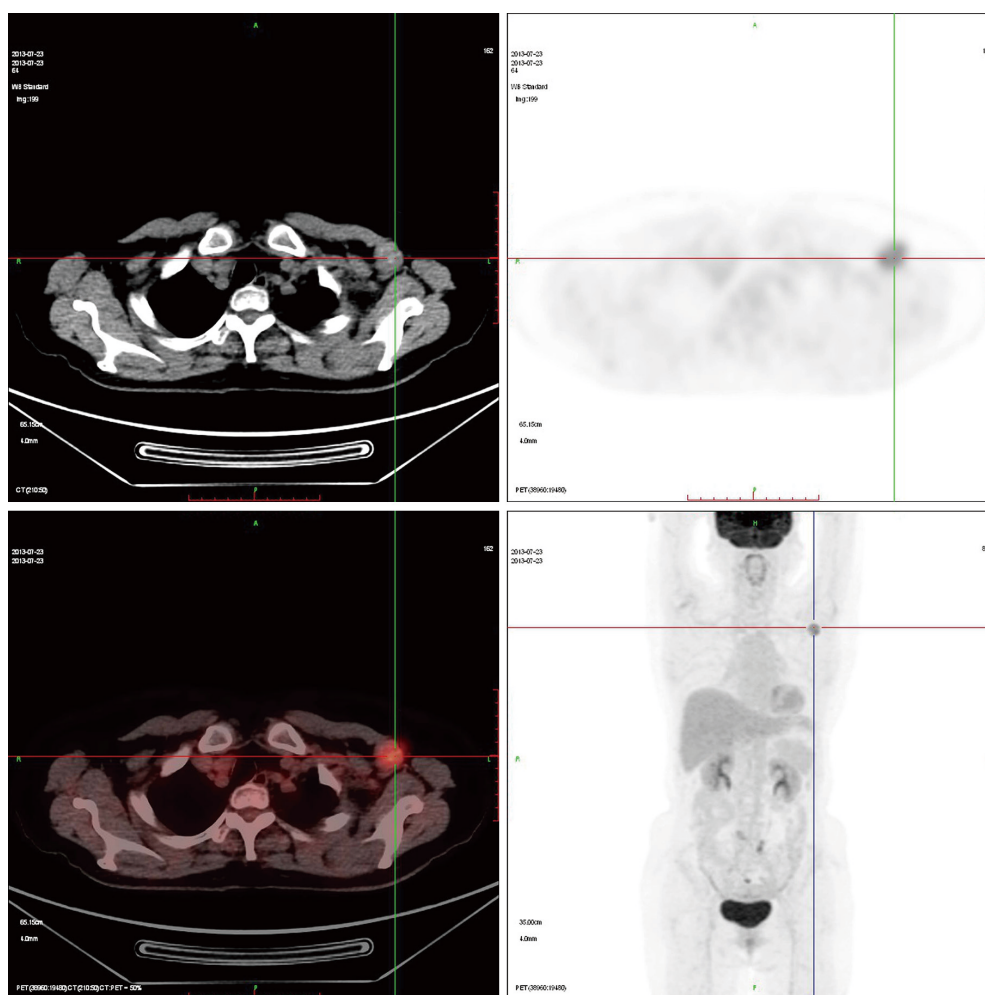 A
2013-07-23
2013-07-23
64
W B Standard
Img:199
162
R
L
65.15cm
4.0mm
CT(210:50)
P
A
2013-07-23
2013-07-23
64
W B Standard
Img:199
R
65.15cm
4.0mm
PET(38960:19480)
P
A
2013-07-23
2013-07-23
162
R
L
65.15cm
4.0mm
PET(38960:19480)CT(210:50)CT:PET = 50%
P
H
2013-07-23
2013-07-23
8
R
35.00cm
4.0mm
PET(38960:19480)
F